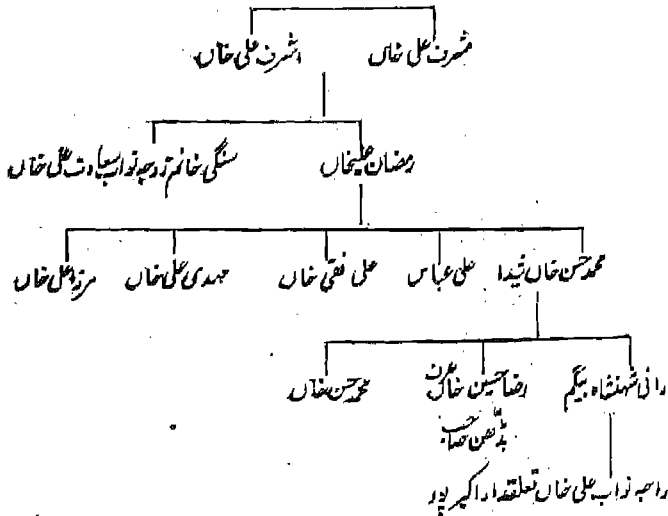 مشرف علی خاں اشرف علی خاں
رمضان علیخاں سنگی خانم زوجہ نواب سعادت علی خاں
محمد حسن خاں شیدا علی عباس علی نقی خاں مہدی علی خاں مرزا علی خاں
رانی شہنشاہ بیگم رضا حسین خاں عرف محمد حسن خاں
بڈھن صاحب
راجہ نواب علی خاں تعلقدار اکبر پور